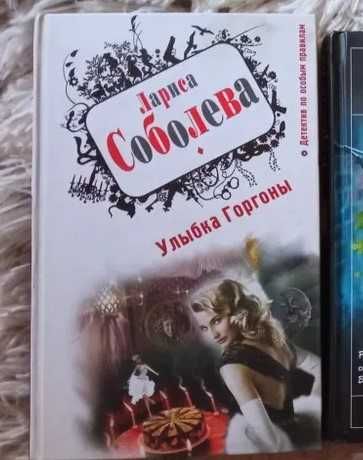 Лариса
Соболева
Улыбка Горгоны
Детектив по особым правилам